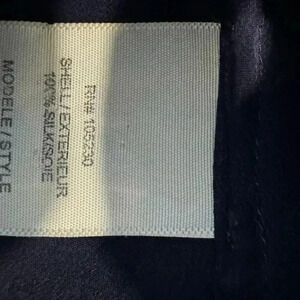 RN# 105230
SHELL / EXTERIEUR
100% SILK/SOIE
MODELE / STYLE